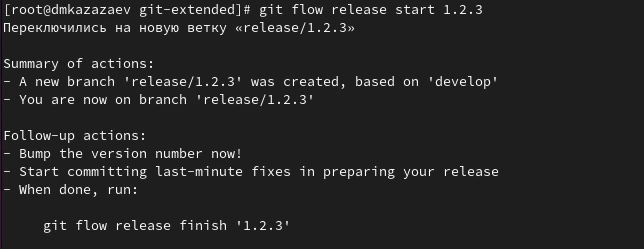 [root@dmkazazaev git-extended]# git flow release start 1.2.3
Переключились на новую ветку «release/1.2.3»
Summary of actions:
- A new branch 'release/1.2.3' was created, based on 'develop'
- You are now on branch 'release/1.2.3'
Follow-up actions:
- Bump the version number now!
- Start committing last-minute fixes in preparing your release
- When done, run:
git flow release finish '1.2.3'